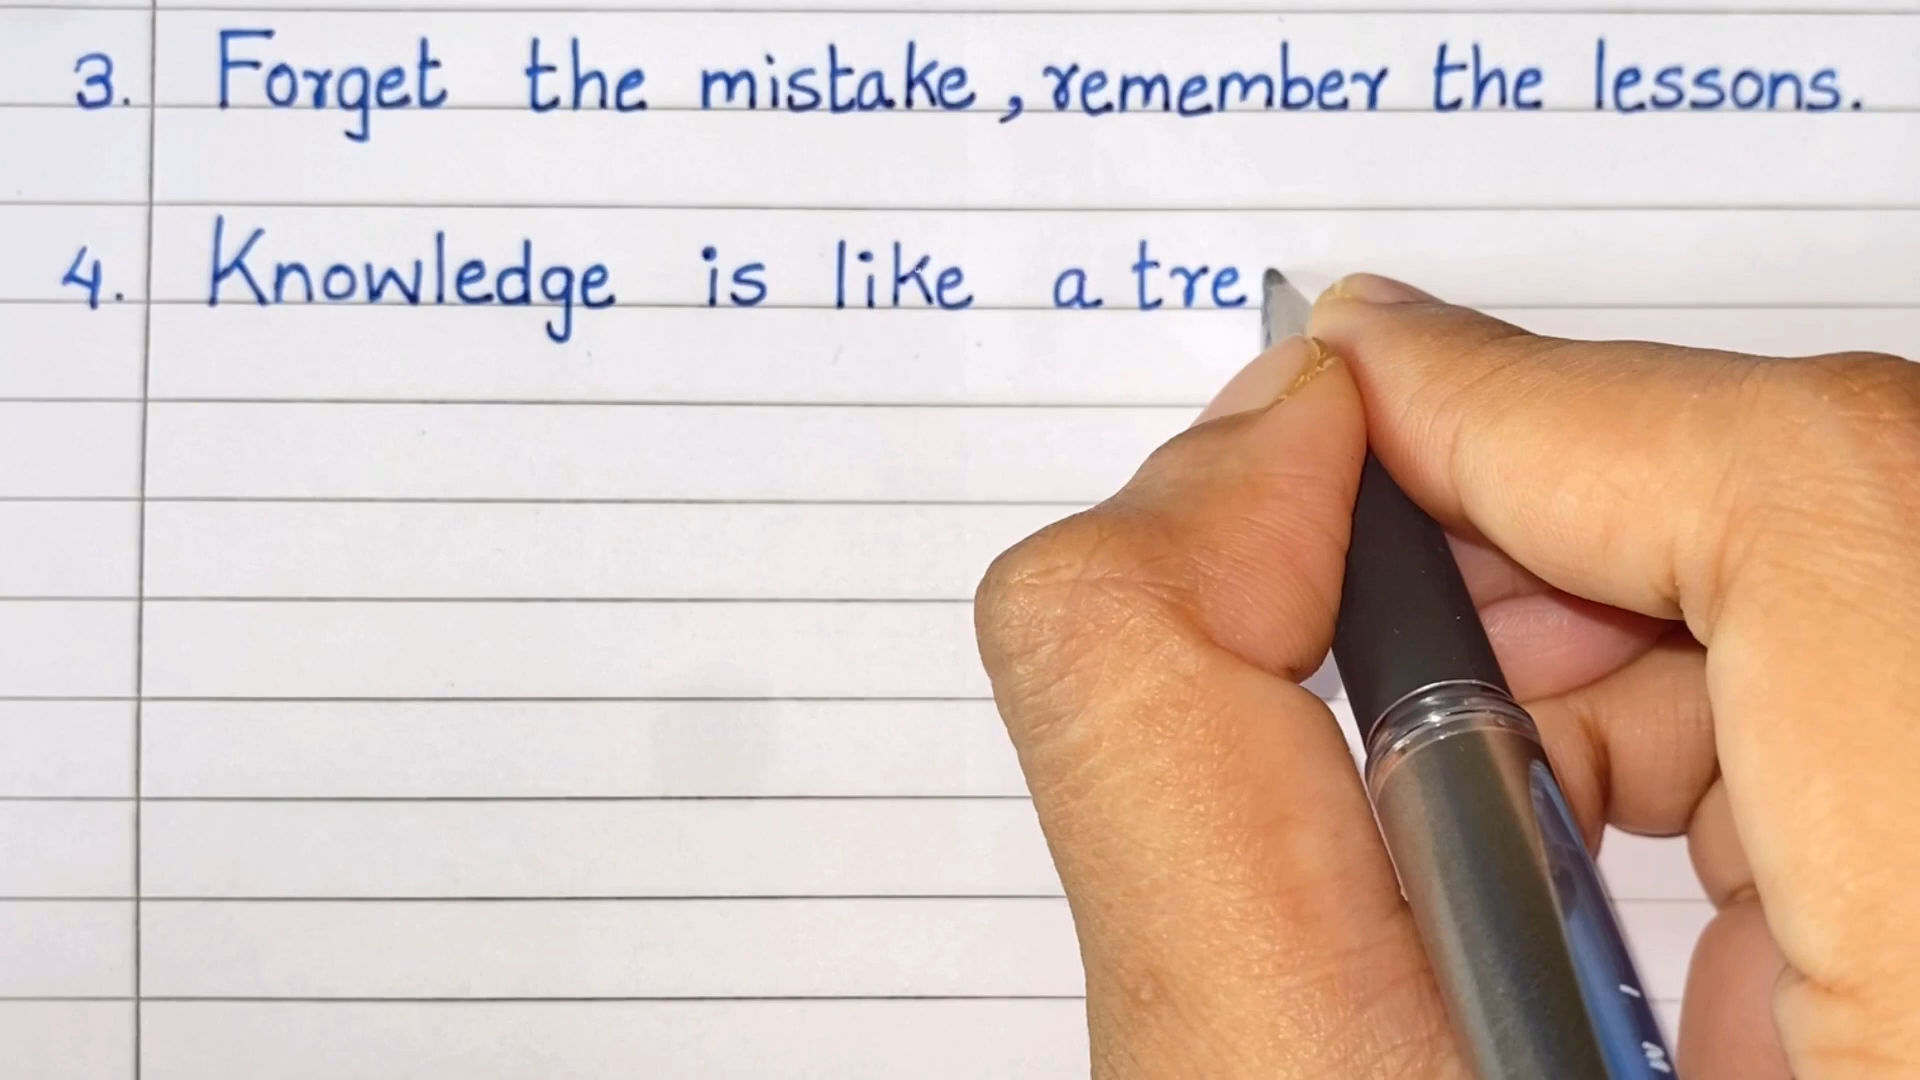 3. Forget the mistake, remember the lessons.
4. Knowledge is like a tre